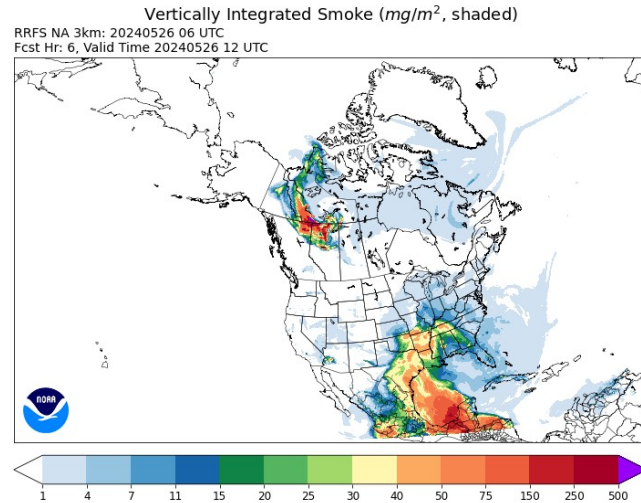 Vertically Integrated Smoke (mg/m², shaded)
RRFS NA 3km: 20240526 06 UTC
Fcst Hr: 6, Valid Time 20240526 12 UTC
NOAA
1 4 7 11 15 20 25 30 40 50 75 150 250 500